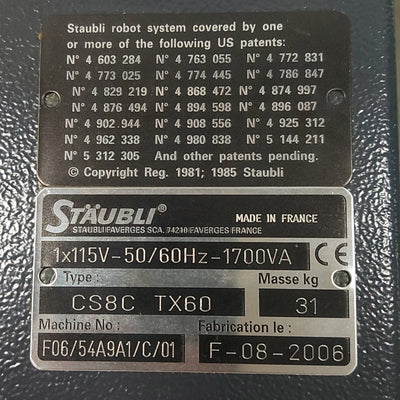 Staubli robot system covered by one
or more of the following US patents:
N° 4 603 284 N° 4 763 055 N° 4 772 831
N° 4 773 025 N° 4 774 445 N° 4 786 847
N° 4 829 219 N° 4 868 472 N° 4 874 997
N° 4 876 494 N° 4 894 598 N° 4 896 087
N° 4 902 944 N° 4 908 556 N° 4 925 312
N° 4 962 338 N° 4 980 838 N° 5 144 211
N° 5 312 305 And other patents pending.
© Copyright Reg. 1981; 1985 Staubli
STÄUBLI® MADE IN FRANCE
STAUBLI FAVERGES SCA. 74210 FAVERGES FRANCE
1x115V-50/60Hz-1700VA CE
Type: Masse kg
CS8C TX60 31
Machine No: Fabrication le:
F06/54A9A1/C/01 F-08-2006